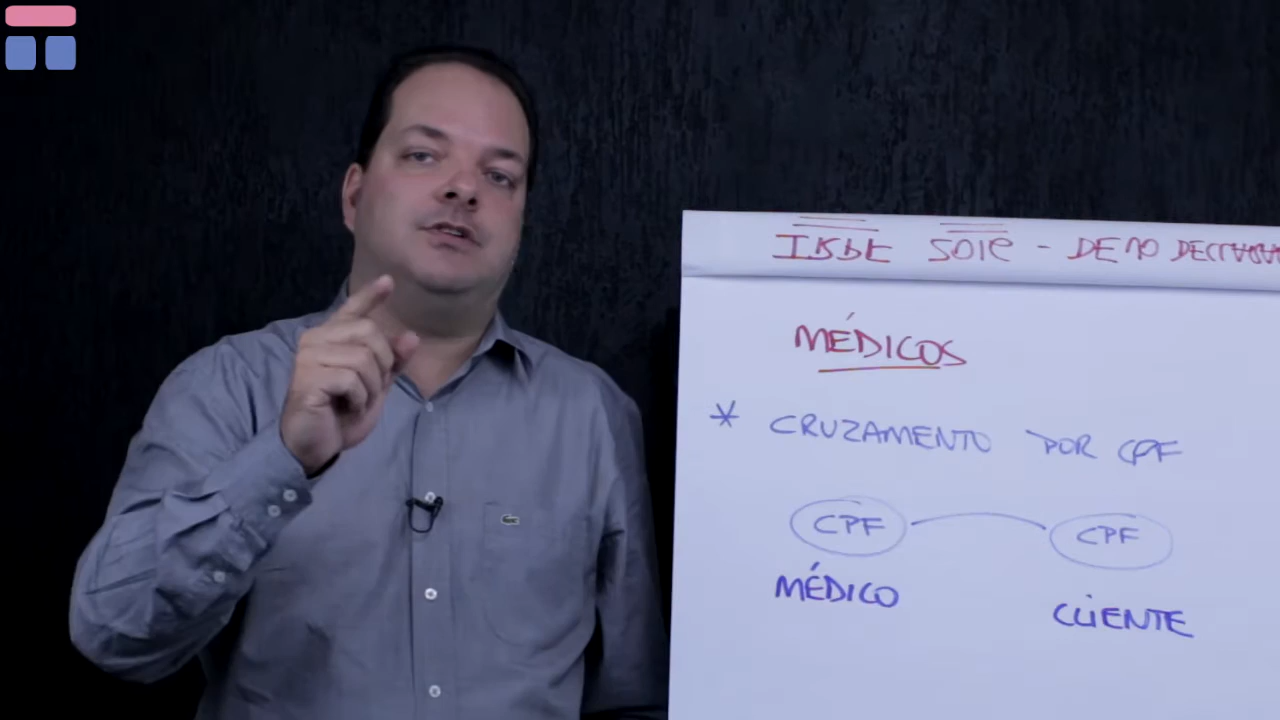 MÉDICOS
* CRUZAMENTO POR CPF
CPF CPF
MÉDICO CLIENTE